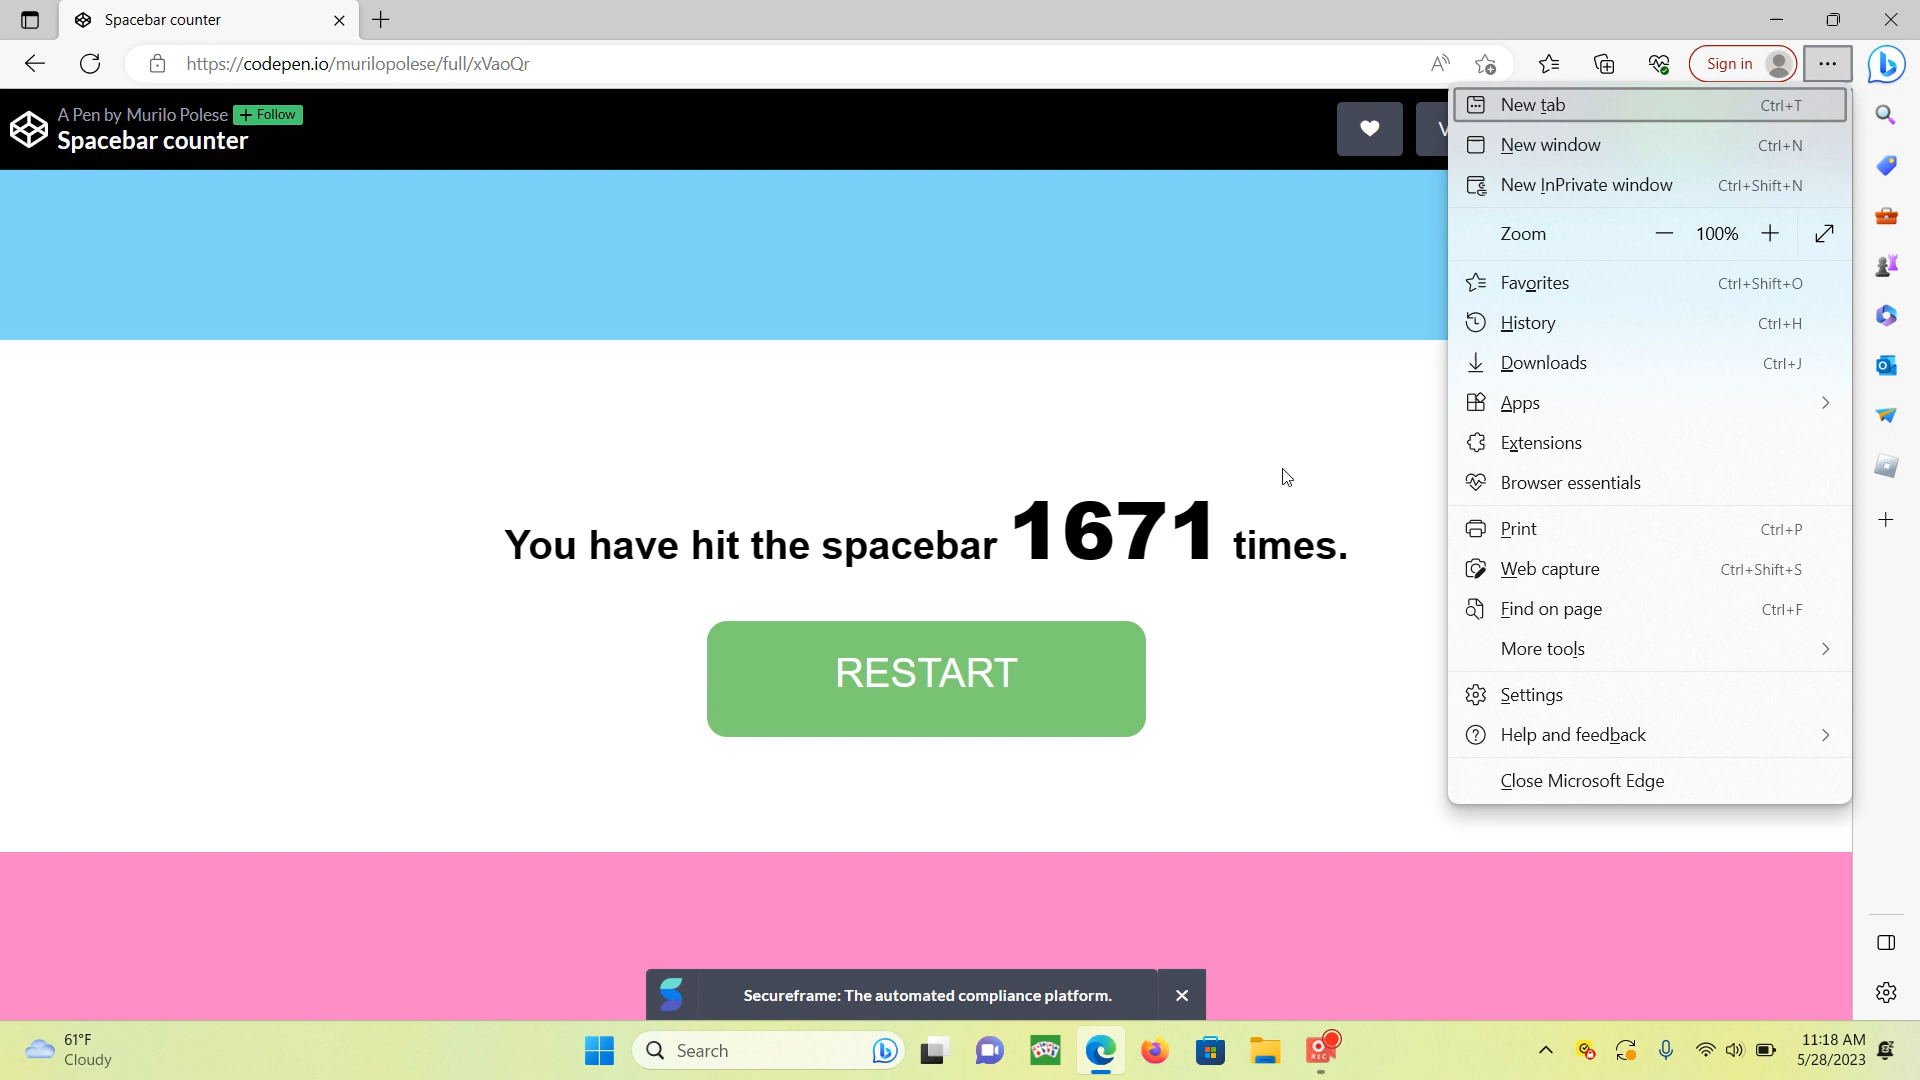 Spacebar counter
https://codepen.io/murilopolese/full/xVaoQr
Sign in
A Pen by Murilo Polese + Follow
Spacebar counter
V
New tab Ctrl+T
New window Ctrl+N
New InPrivate window Ctrl+Shift+N
Zoom 100%
Favorites Ctrl+Shift+O
History Ctrl+H
Downloads Ctrl+J
Apps
Extensions
Browser essentials
Print Ctrl+P
Web capture Ctrl+Shift+S
Find on page Ctrl+F
More tools
Settings
Help and feedback
Close Microsoft Edge
You have hit the spacebar 1671 times.
RESTART
Secureframe: The automated compliance platform.
61°F
Cloudy
Search
REC
11:18 AM
5/28/2023